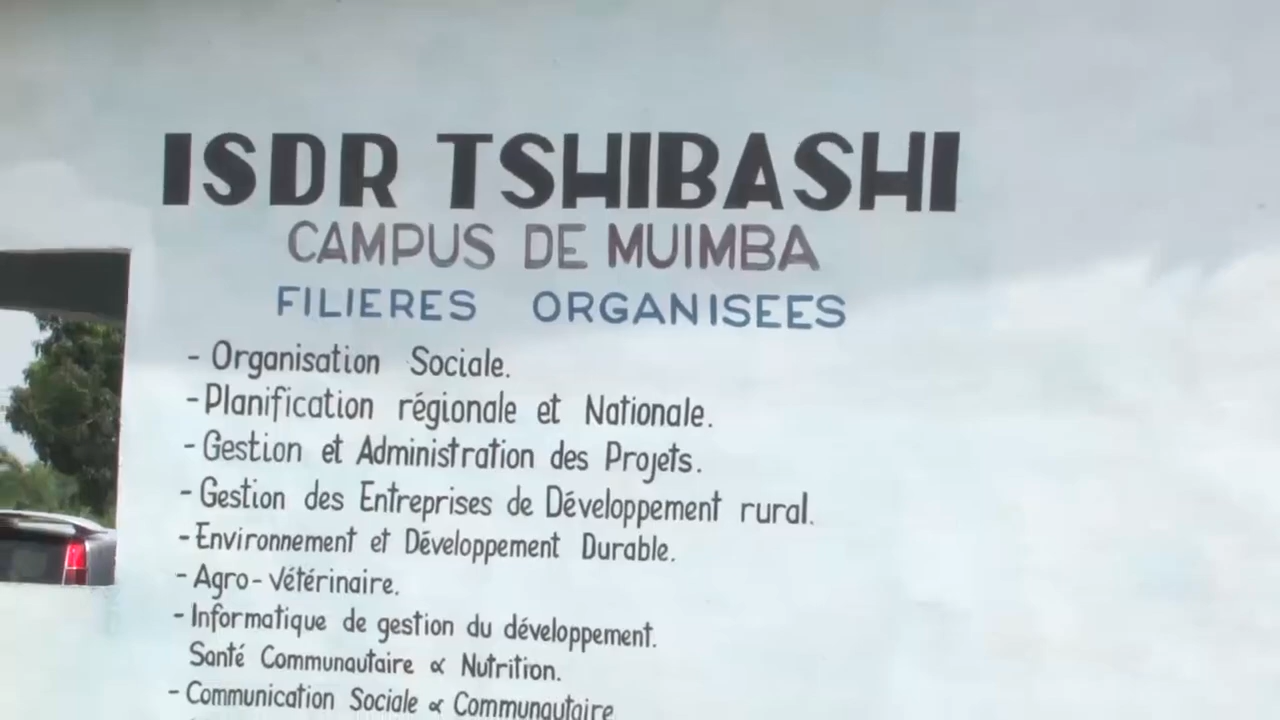 ISDR TSHIBASHI
CAMPUS DE MUIMBA
FILIERES ORGANISEES
- Organisation Sociale.
- Planification régionale et Nationale.
- Gestion et Administration des Projets.
- Gestion des Entreprises de Développement rural.
- Environnement et Développement Durable.
- Agro-Vétérinaire.
- Informatique de gestion du développement.
Santé Communautaire & Nutrition.
- Communication Sociale & Communautaire